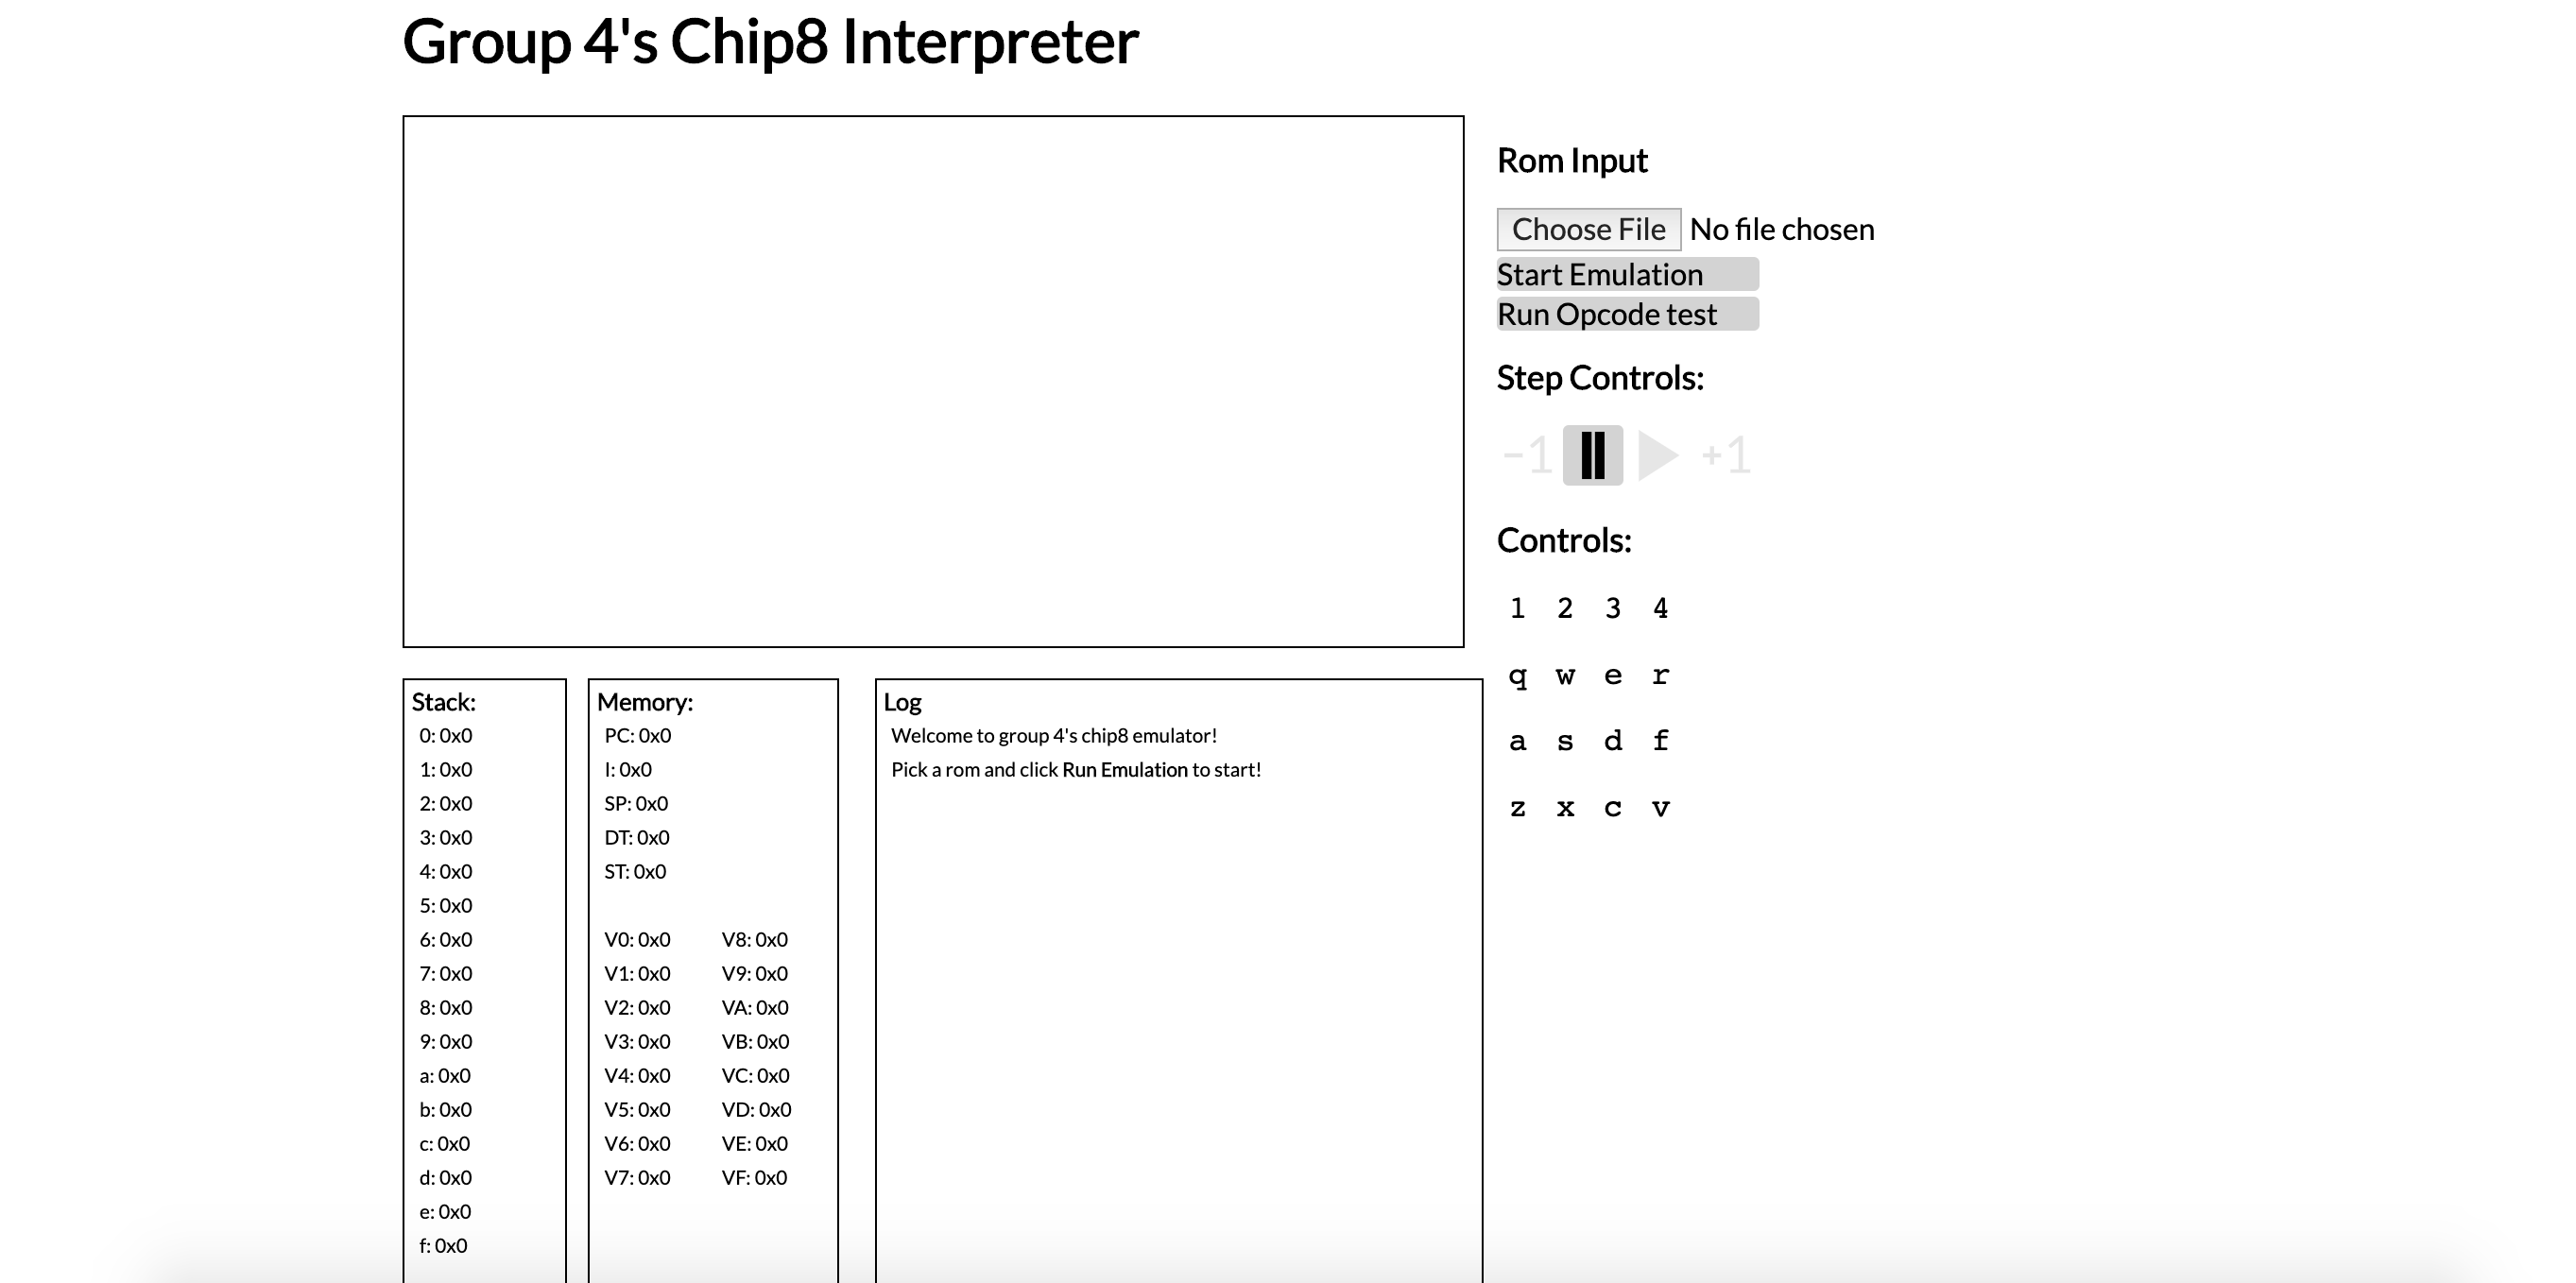 Group 4's Chip8 Interpreter
Rom Input
Choose File No file chosen
Start Emulation
Run Opcode test
Step Controls:
−1 +1
Controls:
1 2 3 4
q w e r
a s d f
z x c v
Stack:
0: 0x0
1: 0x0
2: 0x0
3: 0x0
4: 0x0
5: 0x0
6: 0x0
7: 0x0
8: 0x0
9: 0x0
a: 0x0
b: 0x0
c: 0x0
d: 0x0
e: 0x0
f: 0x0
Memory:
PC: 0x0
I: 0x0
SP: 0x0
DT: 0x0
ST: 0x0
V0: 0x0 V8: 0x0
V1: 0x0 V9: 0x0
V2: 0x0 VA: 0x0
V3: 0x0 VB: 0x0
V4: 0x0 VC: 0x0
V5: 0x0 VD: 0x0
V6: 0x0 VE: 0x0
V7: 0x0 VF: 0x0
Log
Welcome to group 4's chip8 emulator!
Pick a rom and click Run Emulation to start!